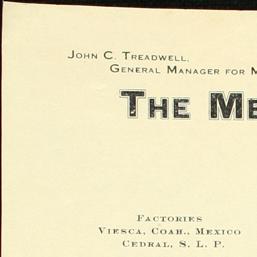 John C. Treadwell,
General Manager for M
The Me
Factories
Viesca, Coah., Mexico
Cedral, S. L. P.